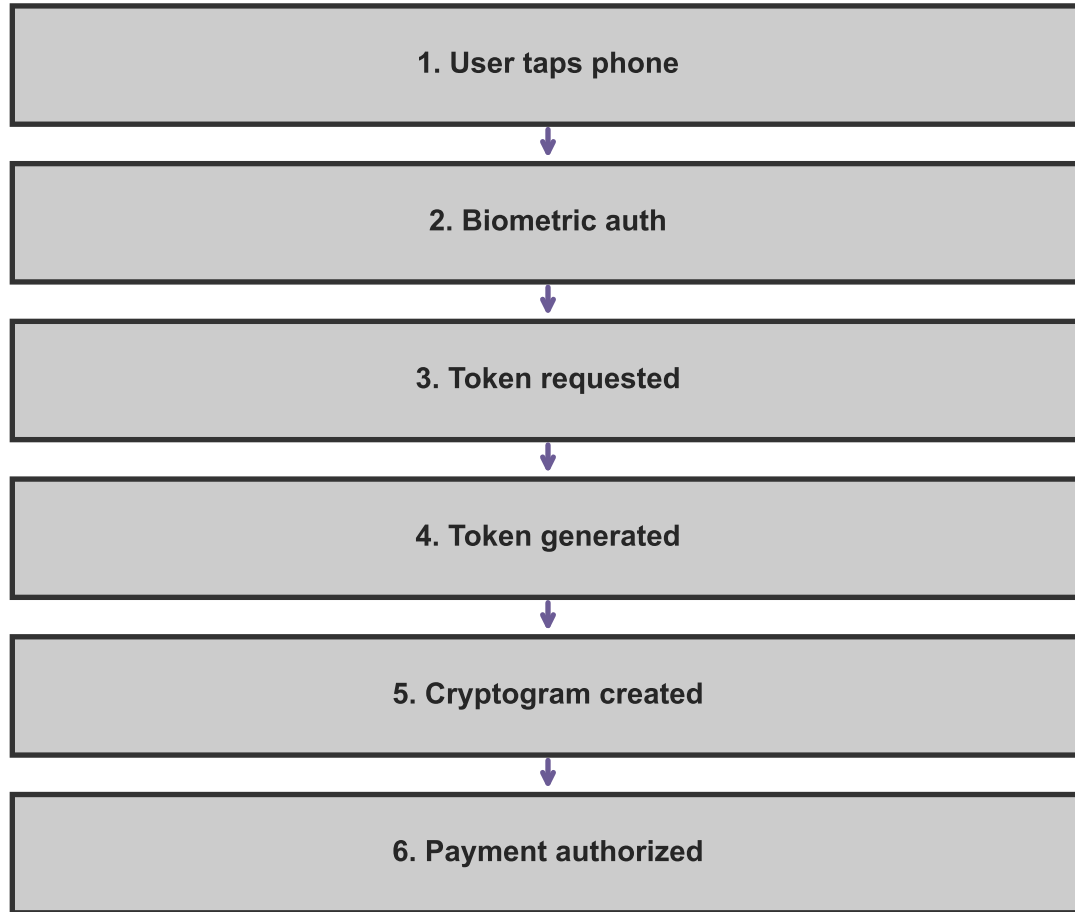 1. User taps phone
2. Biometric auth
3. Token requested
4. Token generated
5. Cryptogram created
6. Payment authorized